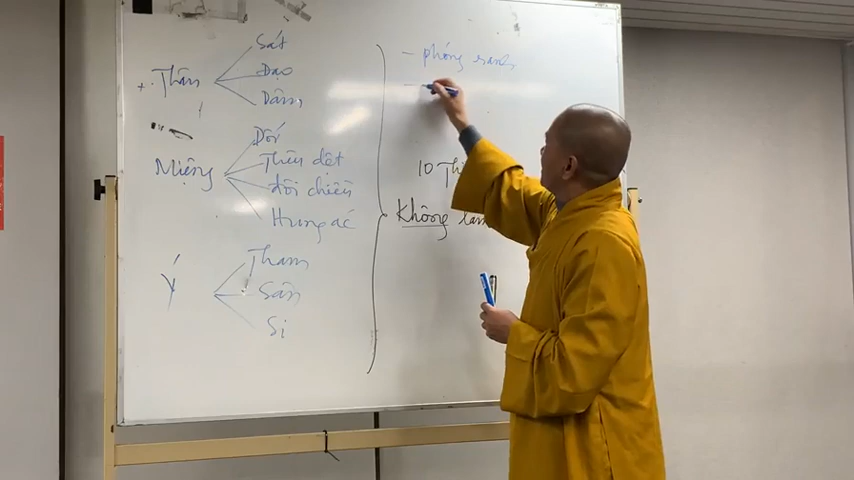 + Thân
Sát
Đạo
Dâm
Miệng
Dối
Thêu dệt
đôi chiều
Hung ác
Ý
Tham
Sân
Si
- phóng sanh
-
10 Th
Không làm